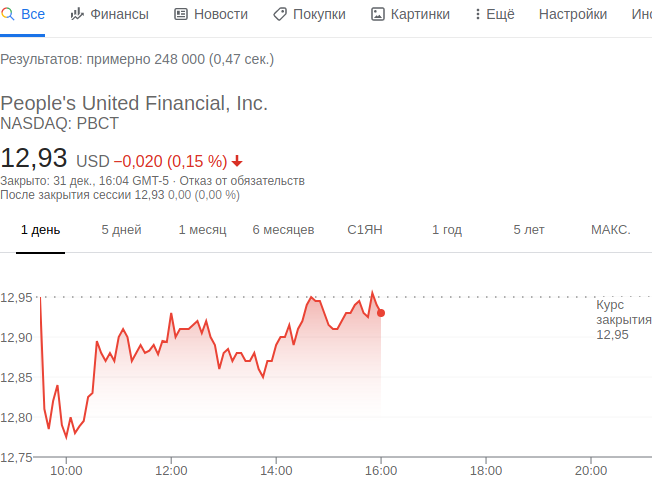 Все Финансы Новости Покупки Картинки Ещё Настройки
Результатов: примерно 248 000 (0,47 сек.)
People's United Financial, Inc.
NASDAQ: PBCT
12,93 USD −0,020 (0,15 %)
Закрыто: 31 дек., 16:04 GMT-5 · Отказ от обязательств
После закрытия сессии 12,93 0,00 (0,00 %)
1 день 5 дней 1 месяц 6 месяцев С1ЯН 1 год 5 лет МАКС.
12,95
Курс
закрытия
12,95
12,90
12,85
12,80
12,75
10:00 12:00 14:00 16:00 18:00 20:00